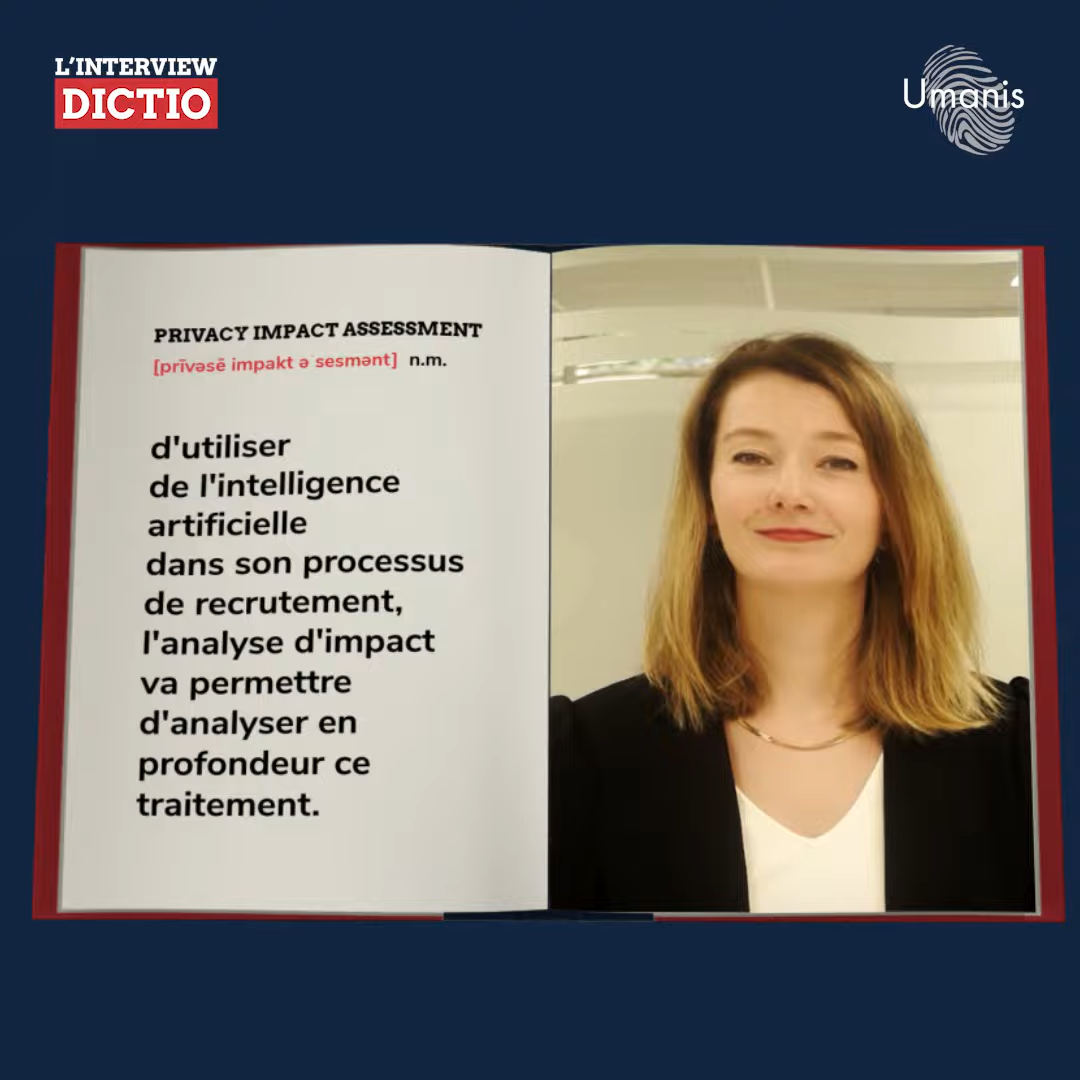 L'INTERVIEW
DICTIO
Umanis
PRIVACY IMPACT ASSESSMENT
[prīvəsē impakt ə sesmənt] n.m.
d'utiliser
de l'intelligence
artificielle
dans son processus
de recrutement,
l'analyse d'impact
va permettre
d'analyser en
profondeur ce
traitement.